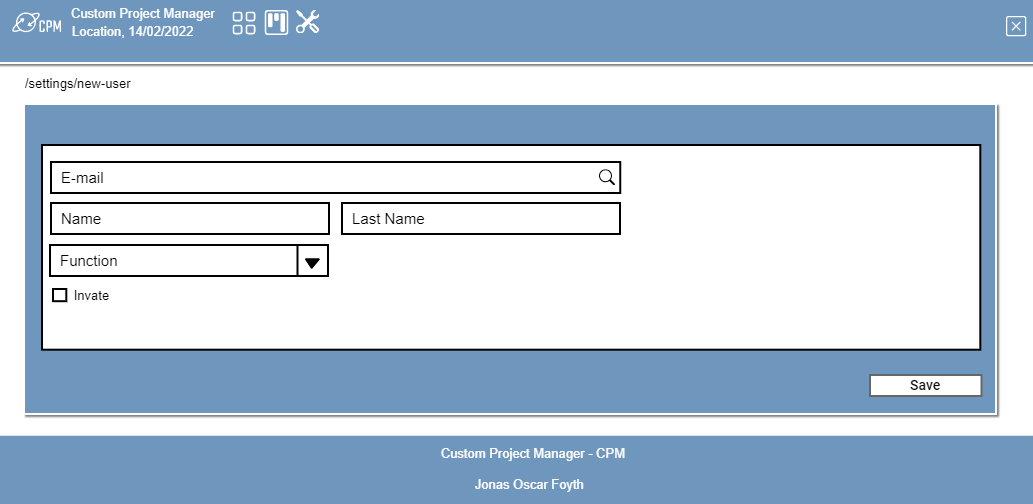 CPM
Custom Project Manager
Location, 14/02/2022
/settings/new-user
E-mail
Name
Last Name
Function
Invate
Save
Custom Project Manager - CPM
Jonas Oscar Foyth